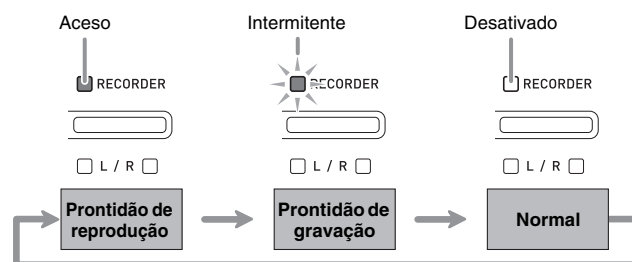 Aceso Intermitente Desativado
RECORDER RECORDER RECORDER
L / R L / R L / R
Prontidão de reprodução
Prontidão de gravação
Normal